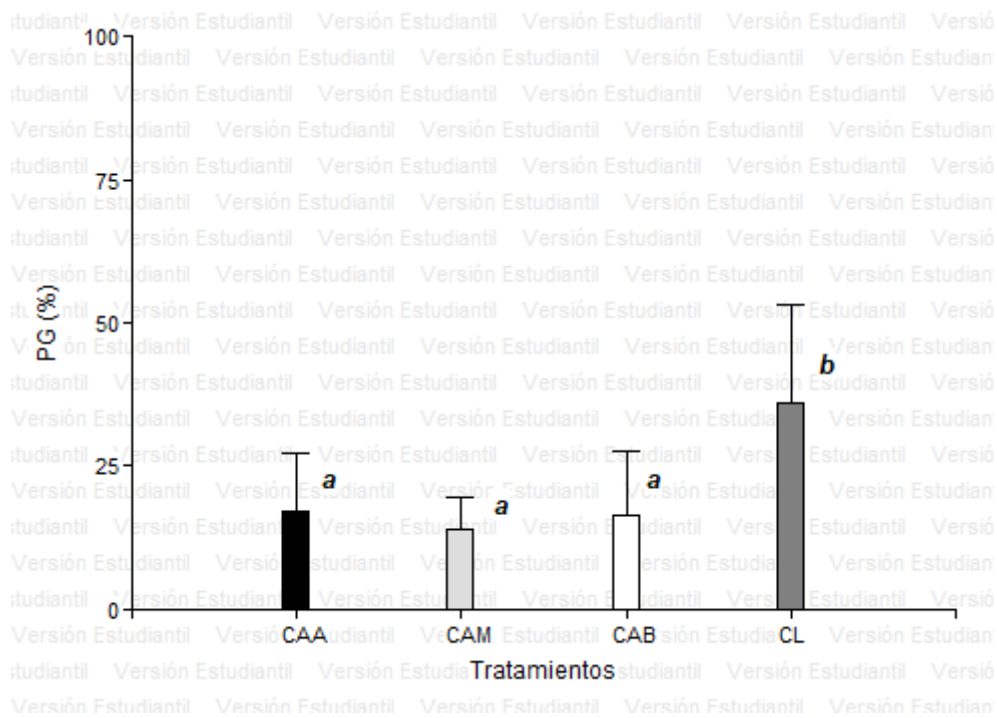 100
75
50
25
0
PG (%)
a
a
a
b
CAA CAM CAB CL
Tratamientos
Versión Estudiantil